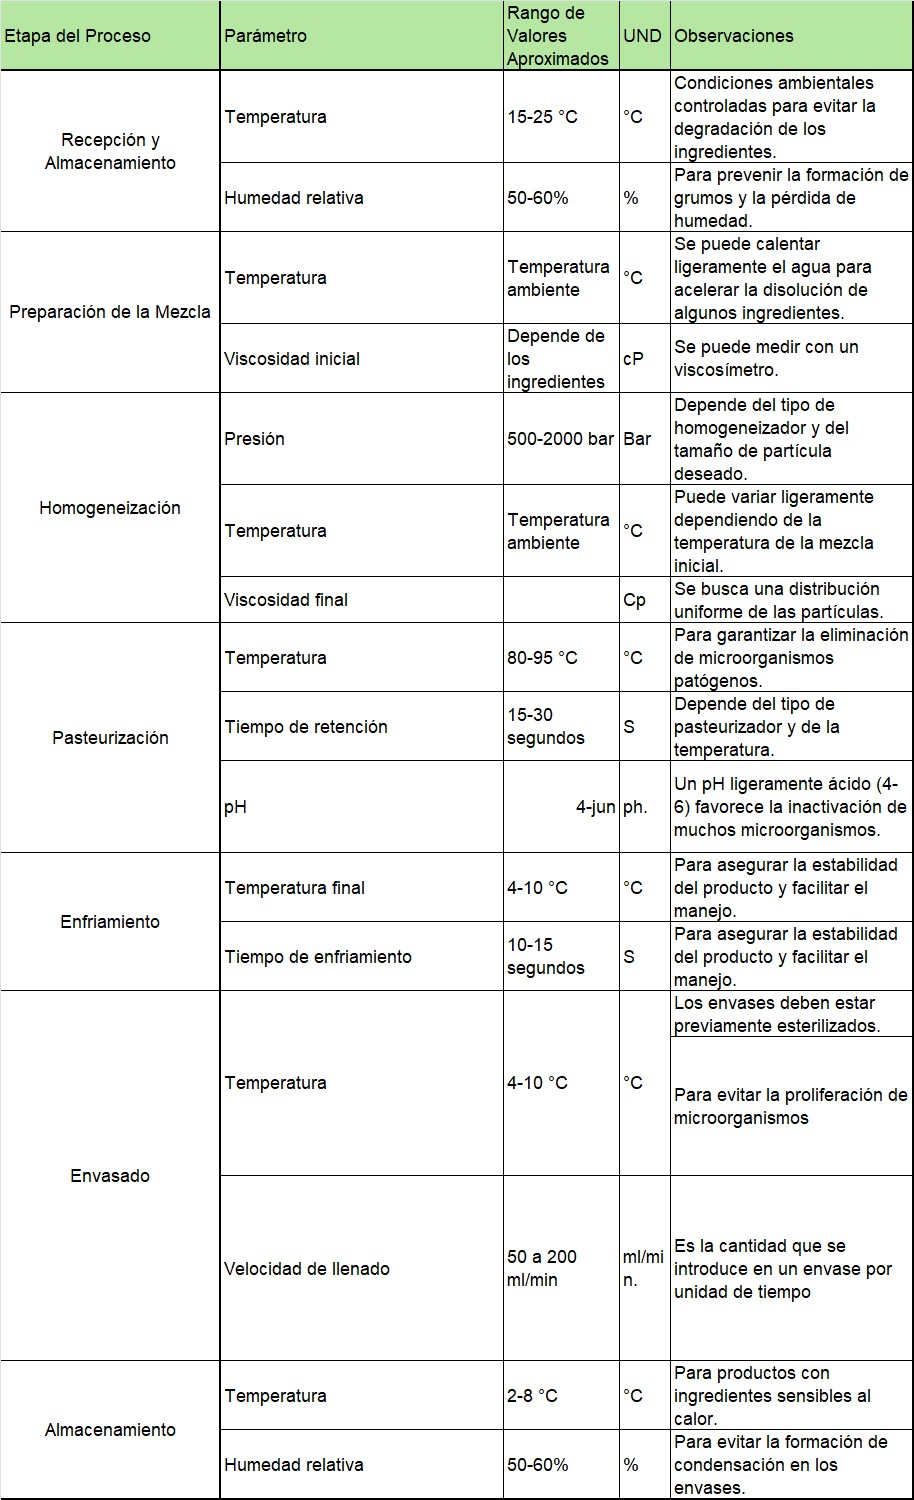 Etapa del Proceso
Parámetro
Rango de
Valores
Aproximados
UND
Observaciones
Recepción y
Almacenamiento
Temperatura
15-25 °C
°C
Condiciones ambientales
controladas para evitar la
degradación de los
ingredientes.
Humedad relativa
50-60%
%
Para prevenir la formación de
grumos y la pérdida de
humedad.
Preparación de la Mezcla
Temperatura
Temperatura
ambiente
°C
Se puede calentar
ligeramente el agua para
acelerar la disolución de
algunos ingredientes.
Viscosidad inicial
Depende de
los
ingredientes
cP
Se puede medir con un
viscosímetro.
Homogeneización
Presión
500-2000 bar
Bar
Depende del tipo de
homogeneizador y del
tamaño de partícula
deseado.
Temperatura
Temperatura
ambiente
°C
Puede variar ligeramente
dependiendo de la
temperatura de la mezcla
inicial.
Viscosidad final
Cp
Se busca una distribución
uniforme de las partículas.
Pasteurización
Temperatura
80-95 °C
°C
Para garantizar la eliminación
de microorganismos
patógenos.
Tiempo de retención
15-30
segundos
S
Depende del tipo de
pasteurizador y de la
temperatura.
pH
4-jun
ph.
Un pH ligeramente ácido (4-
6) favorece la inactivación de
muchos microorganismos.
Enfriamiento
Temperatura final
4-10 °C
°C
Para asegurar la estabilidad
del producto y facilitar el
manejo.
Tiempo de enfriamiento
10-15
segundos
S
Para asegurar la estabilidad
del producto y facilitar el
manejo.
Envasado
Temperatura
4-10 °C
°C
Los envases deben estar
previamente esterilizados.
Para evitar la proliferación de
microorganismos
Velocidad de llenado
50 a 200
ml/min
ml/mi
n.
Es la cantidad que se
introduce en un envase por
unidad de tiempo
Almacenamiento
Temperatura
2-8 °C
°C
Para productos con
ingredientes sensibles al
calor.
Humedad relativa
50-60%
%
Para evitar la formación de
condensación en los
envases.